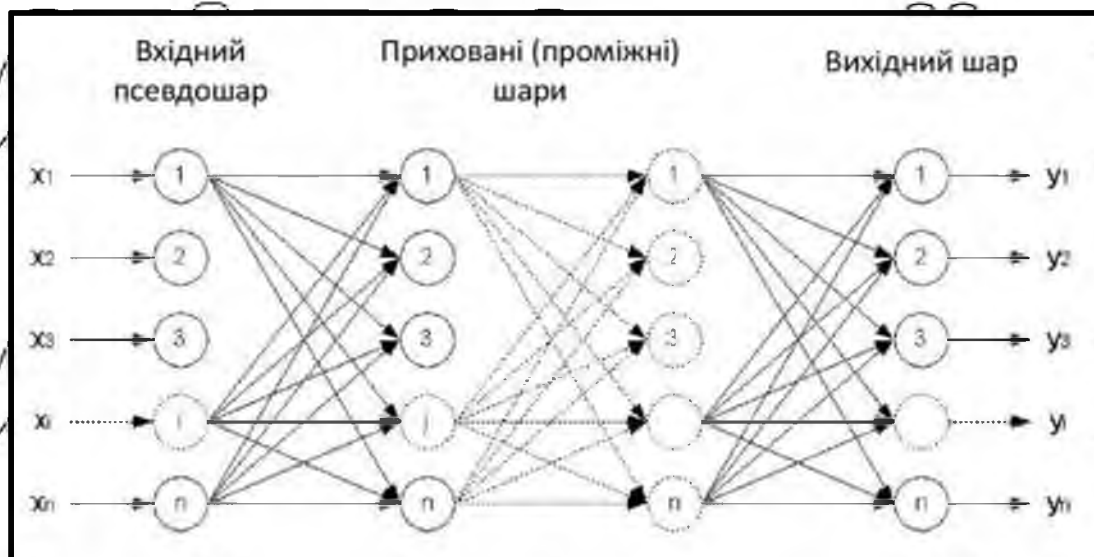 Вхідний
псевдошар
Приховані (проміжні)
шари
Вихідний шар
x1 1 1 1 1 y1
x2 2 2 2 2 y2
x3 3 3 3 3 y3
xi i j yi
xn n n n n yn